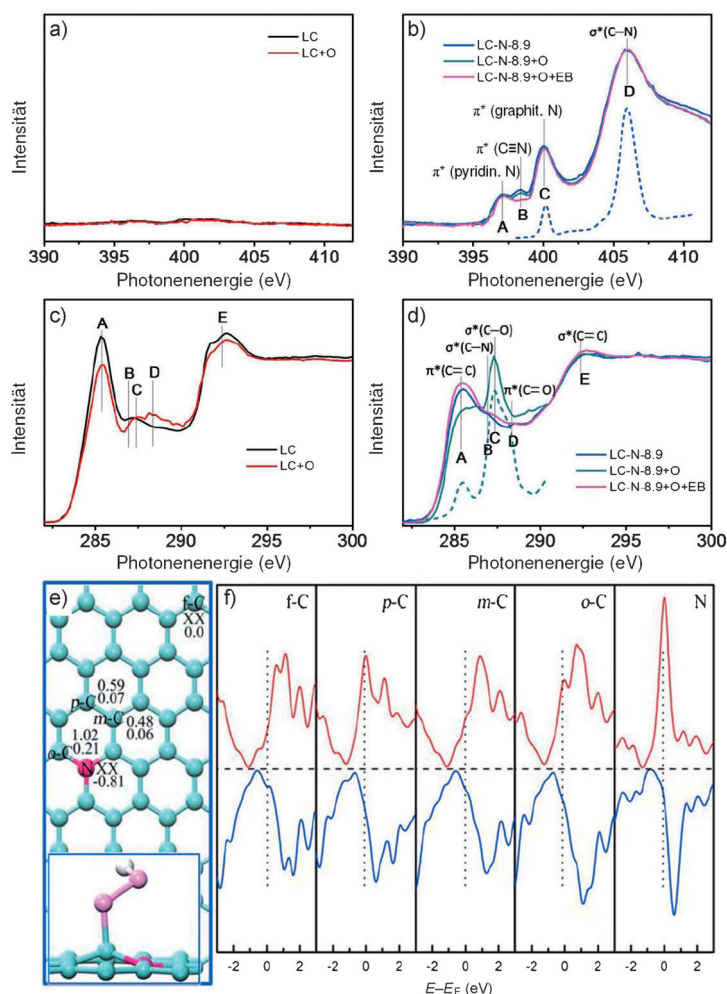 a)
LC
LC+O
Intensität
390 395 400 405 410
Photonenenergie (eV)
b)
LC-N-8.9
LC-N-8.9+O
LC-N-8.9+O+EB
σ*(C–N)
D
π* (graphit. N)
π* (C≡N)
π* (pyridin. N)
A
B
C
Intensität
390 395 400 405 410
Photonenenergie (eV)
c)
A
B
C
D
E
LC
LC+O
Intensität
285 290 295 300
Photonenenergie (eV)
d)
σ*(C–O)
σ*(C–N)
π*(C=C)
π*(C=O)
σ*(C=C)
A
B
C
D
E
LC-N-8.9
LC-N-8.9+O
LC-N-8.9+O+EB
Intensität
285 290 295 300
Photonenenergie (eV)
e)
f-C
XX
0.0
0.59
0.07
p-C
m-C
0.48
0.06
1.02
0.21
o-C
N
XX
-0.81
f)
f-C
p-C
m-C
o-C
N
-2 0 2 -2 0 2 -2 0 2 -2 0 2 -2 0 2
E–EF (eV)